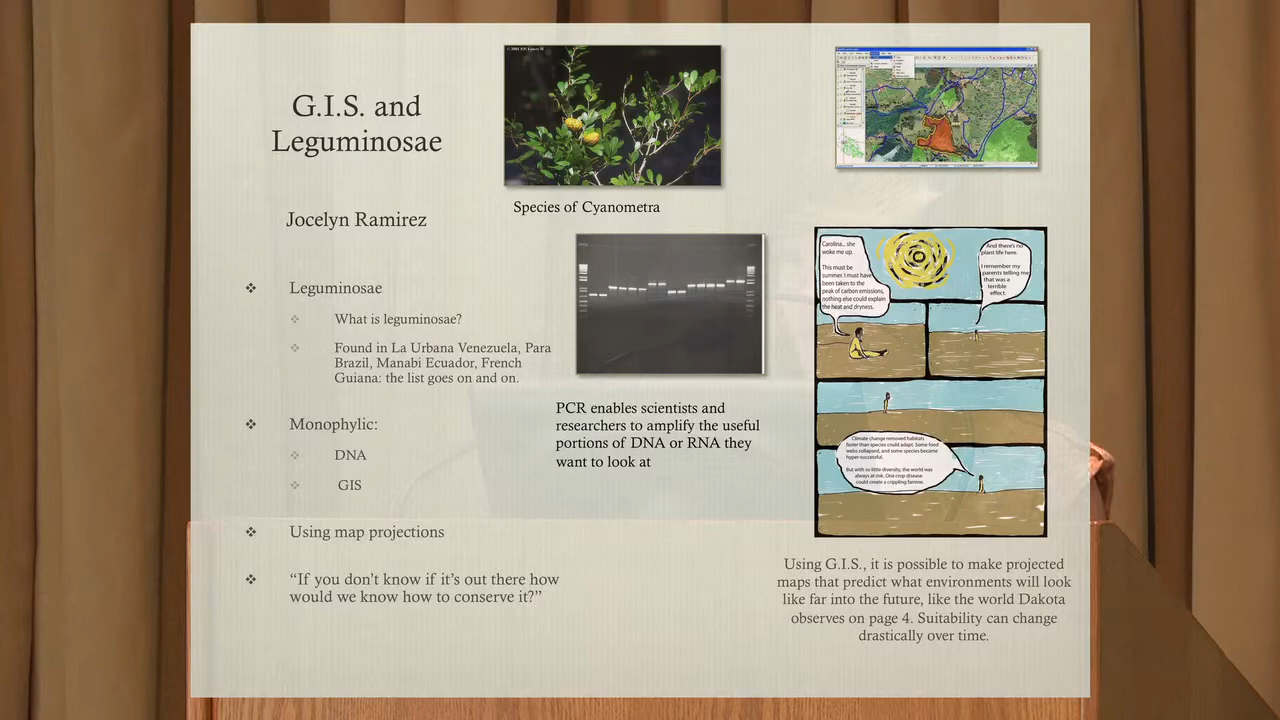 G.I.S. and
Leguminosae
Jocelyn Ramirez
Leguminosae
What is leguminosae?
Found in La Urbana Venezuela, Para
Brazil, Manabi Ecuador, French
Guiana: the list goes on and on.
Monophylic:
DNA
GIS
Using map projections
“If you don’t know if it’s out there how
would we know how to conserve it?”
Species of Cyanometra
PCR enables scientists and
researchers to amplify the useful
portions of DNA or RNA they
want to look at
Carolina... she
woke me up.
This must be
summer. I must have
been taken to the
peak of carbon emissions,
nothing else could explain
the heat and dryness.
And there's no
plant life here.
I remember my
parents telling me
that was a
terrible
effect.
Climate change removed habitats
faster than species could adapt. Some food
webs collapsed, and some species became
hyper-successful.
But with so little diversity, the world was
always at risk. One crop disease
could create a crippling famine.
Using G.I.S., it is possible to make projected
maps that predict what environments will look
like far into the future, like the world Dakota
observes on page 4. Suitability can change
drastically over time.